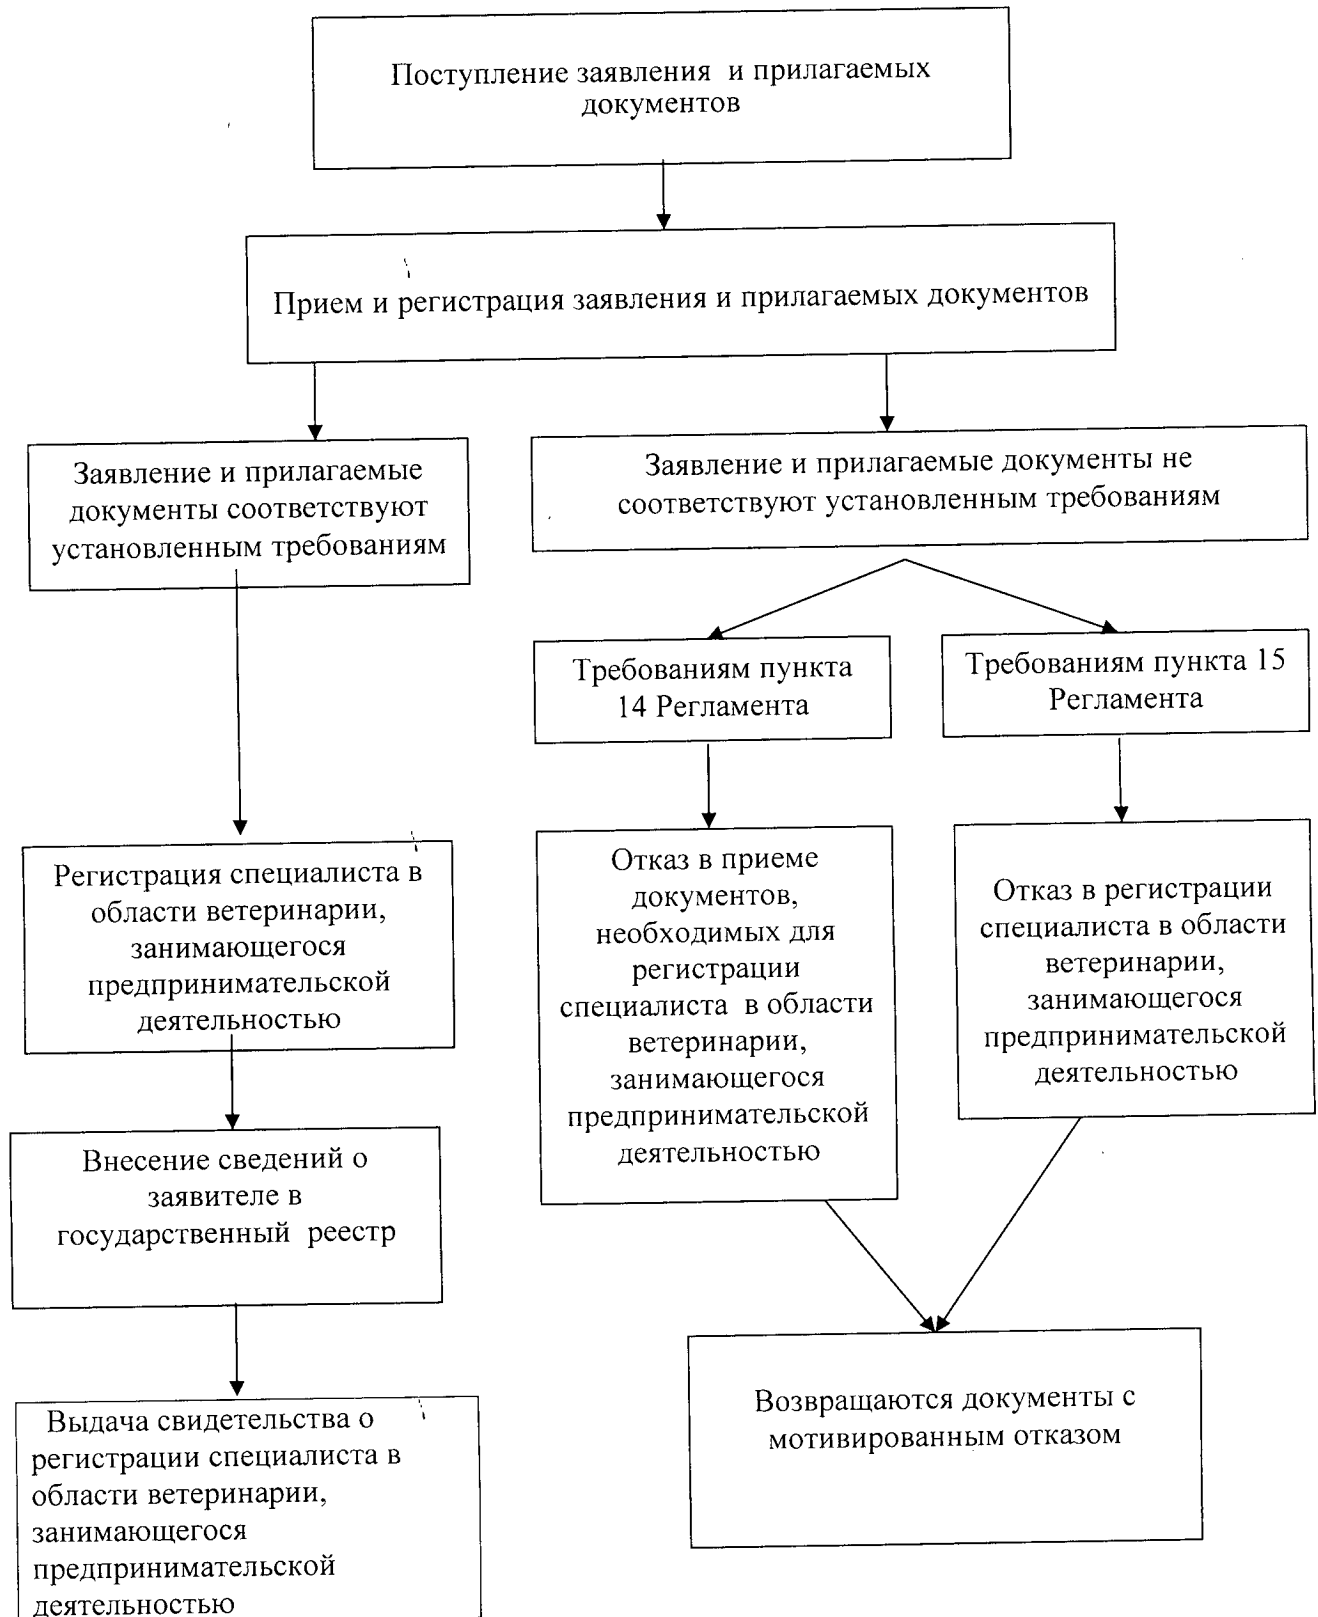 Поступление заявления и прилагаемых
документов
Прием и регистрация заявления и прилагаемых документов
Заявление и прилагаемые
документы соответствуют
установленным требованиям
Заявление и прилагаемые документы не
соответствуют установленным требованиям
Требованиям пункта
14 Регламента
Требованиям пункта 15
Регламента
Регистрация специалиста в
области ветеринарии,
занимающегося
предпринимательской
деятельностью
Отказ в приеме
документов,
необходимых для
регистрации
специалиста в области
ветеринарии,
занимающегося
предпринимательской
деятельностью
Отказ в регистрации
специалиста в области
ветеринарии,
занимающегося
предпринимательской
деятельностью
Внесение сведений о
заявителе в
государственный реестр
Возвращаются документы с
мотивированным отказом
Выдача свидетельства о
регистрации специалиста в
области ветеринарии,
занимающегося
предпринимательской
деятельностью